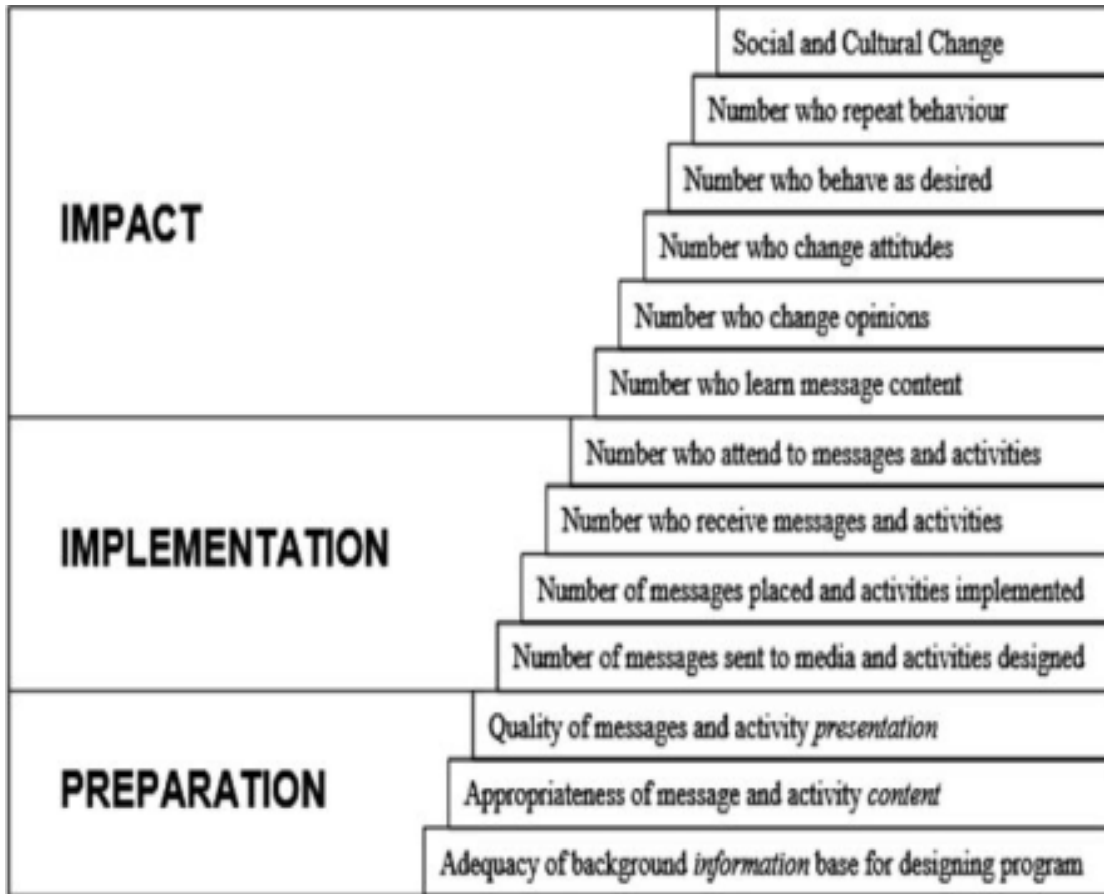 Social and Cultural Change
Number who repeat behaviour
Number who behave as desired
IMPACT
Number who change attitudes
Number who change opinions
Number who learn message content
Number who attend to messages and activities
Number who receive messages and activities
IMPLEMENTATION
Number of messages placed and activities implemented
Number of messages sent to media and activities designed
Quality of messages and activity presentation
PREPARATION
Appropriateness of message and activity content
Adequacy of background information base for designing program